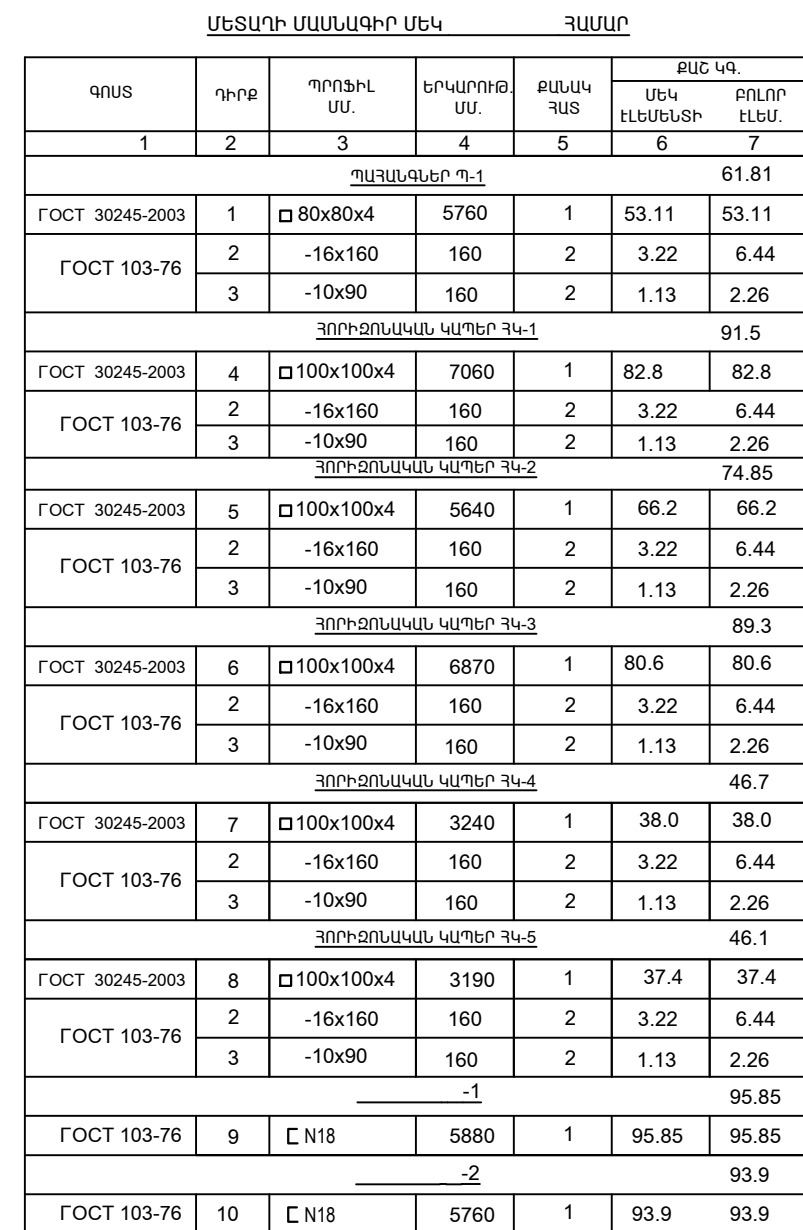 ՄԵՏԱՂԻ ՄԱՍՆԱԳԻՐ ՄԵԿ ՀԱՄԱՐ
ԳՈՍՏ ԴԻՐՔ ՊՐՈՖԻԼ ՄՄ. ԵՐԿԱՐՈՒԹ. ՄՄ. ՔԱՆԱԿ ՀԱՏ ՔԱՇ ԿԳ. ՄԵԿ ԷԼԵՄԵՆՏԻ ԲՈԼՈՐ ԷԼԵՄ.
1 2 3 4 5 6 7
ՊԱՀԱՆԳՆԵՐ Պ-1 61.81
ГОСТ 30245-2003 1 □ 80x80x4 5760 1 53.11 53.11
ГОСТ 103-76 2 -16x160 160 2 3.22 6.44
3 -10x90 160 2 1.13 2.26
ՀՈՐԻԶՈՆԱԿԱՆ ԿԱՊԵՐ ՀԿ-1 91.5
ГОСТ 30245-2003 4 □100x100x4 7060 1 82.8 82.8
ГОСТ 103-76 2 -16x160 160 2 3.22 6.44
3 -10x90 160 2 1.13 2.26
ՀՈՐԻԶՈՆԱԿԱՆ ԿԱՊԵՐ ՀԿ-2 74.85
ГОСТ 30245-2003 5 □100x100x4 5640 1 66.2 66.2
ГОСТ 103-76 2 -16x160 160 2 3.22 6.44
3 -10x90 160 2 1.13 2.26
ՀՈՐԻԶՈՆԱԿԱՆ ԿԱՊԵՐ ՀԿ-3 89.3
ГОСТ 30245-2003 6 □100x100x4 6870 1 80.6 80.6
ГОСТ 103-76 2 -16x160 160 2 3.22 6.44
3 -10x90 160 2 1.13 2.26
ՀՈՐԻԶՈՆԱԿԱՆ ԿԱՊԵՐ ՀԿ-4 46.7
ГОСТ 30245-2003 7 □100x100x4 3240 1 38.0 38.0
ГОСТ 103-76 2 -16x160 160 2 3.22 6.44
3 -10x90 160 2 1.13 2.26
ՀՈՐԻԶՈՆԱԿԱՆ ԿԱՊԵՐ ՀԿ-5 46.1
ГОСТ 30245-2003 8 □100x100x4 3190 1 37.4 37.4
ГОСТ 103-76 2 -16x160 160 2 3.22 6.44
3 -10x90 160 2 1.13 2.26
-1 95.85
ГОСТ 103-76 9 [ N18 5880 1 95.85 95.85
-2 93.9
ГОСТ 103-76 10 [ N18 5760 1 93.9 93.9